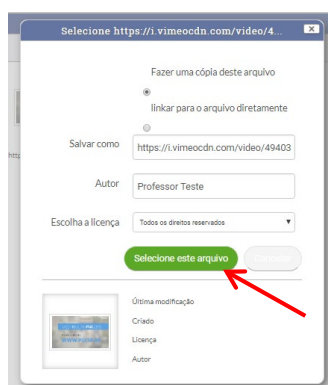 Selecione https://i.vimeocdn.com/video/4...
Fazer uma cópia deste arquivo
linkar para o arquivo diretamente
Salvar como
https://i.vimeocdn.com/video/49403
Autor
Professor Teste
Escolha a licença
Todos os direitos reservados
Selecione este arquivo
Cancelar
Última modificação
Criado
Licença
Autor